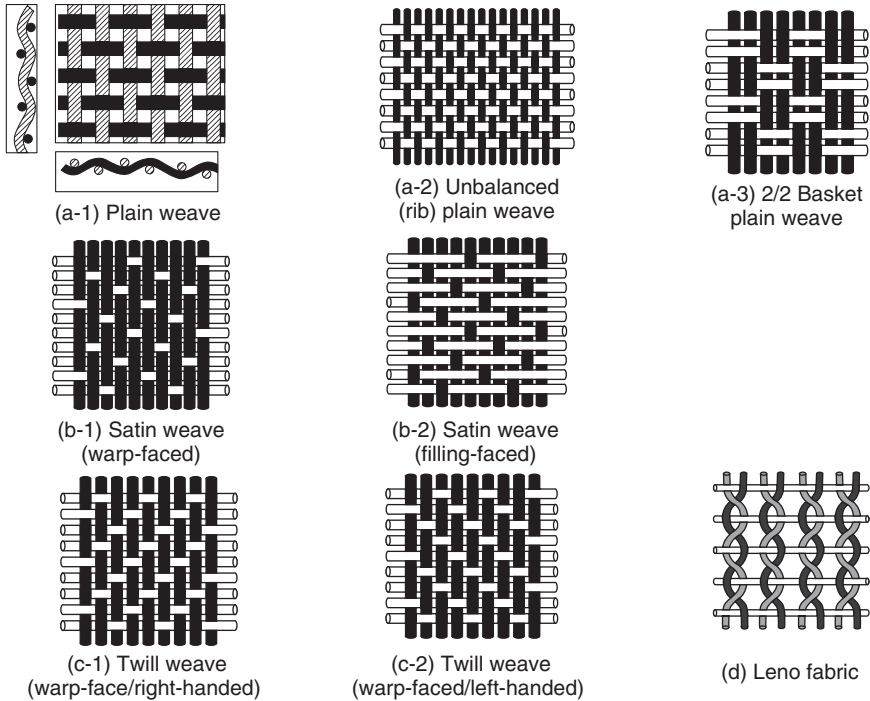 (a-1) Plain weave
(a-2) Unbalanced
(rib) plain weave
(a-3) 2/2 Basket
plain weave
(b-1) Satin weave
(warp-faced)
(b-2) Satin weave
(filling-faced)
(c-1) Twill weave
(warp-face/right-handed)
(c-2) Twill weave
(warp-faced/left-handed)
(d) Leno fabric